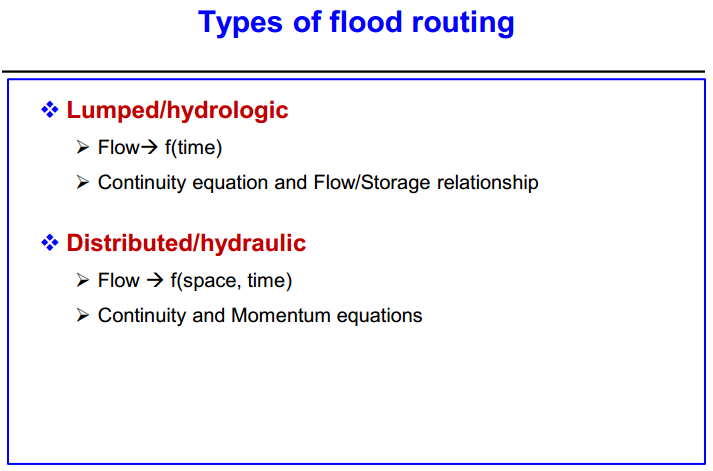 Types of flood routing
❖ Lumped/hydrologic
➢ Flow→ f(time)
➢ Continuity equation and Flow/Storage relationship
❖ Distributed/hydraulic
➢ Flow → f(space, time)
➢ Continuity and Momentum equations